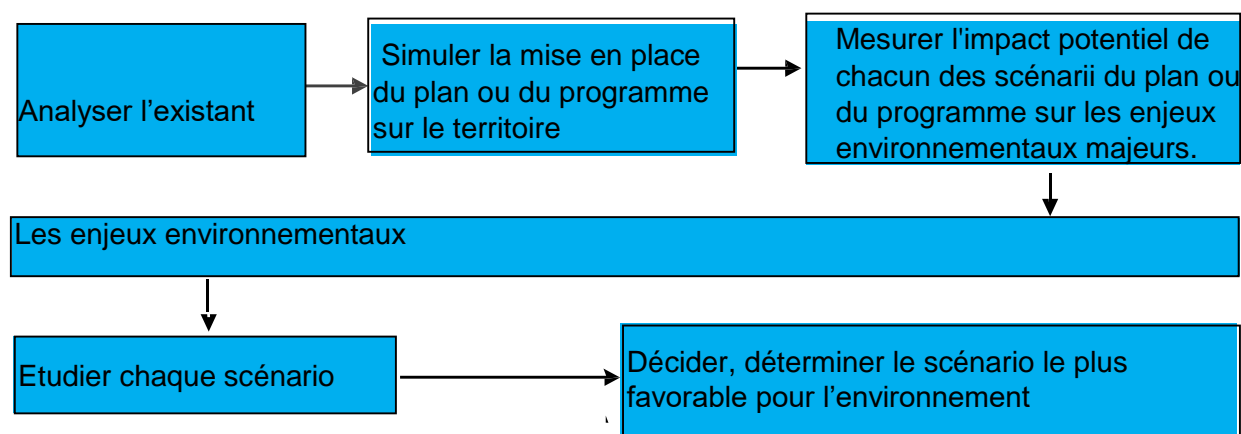 Analyser l’existant
Simuler la mise en place
du plan ou du programme
sur le territoire
Mesurer l'impact potentiel de
chacun des scénarii du plan ou
du programme sur les enjeux
environnementaux majeurs.
Les enjeux environnementaux
Etudier chaque scénario
Décider, déterminer le scénario le plus
favorable pour l’environnement